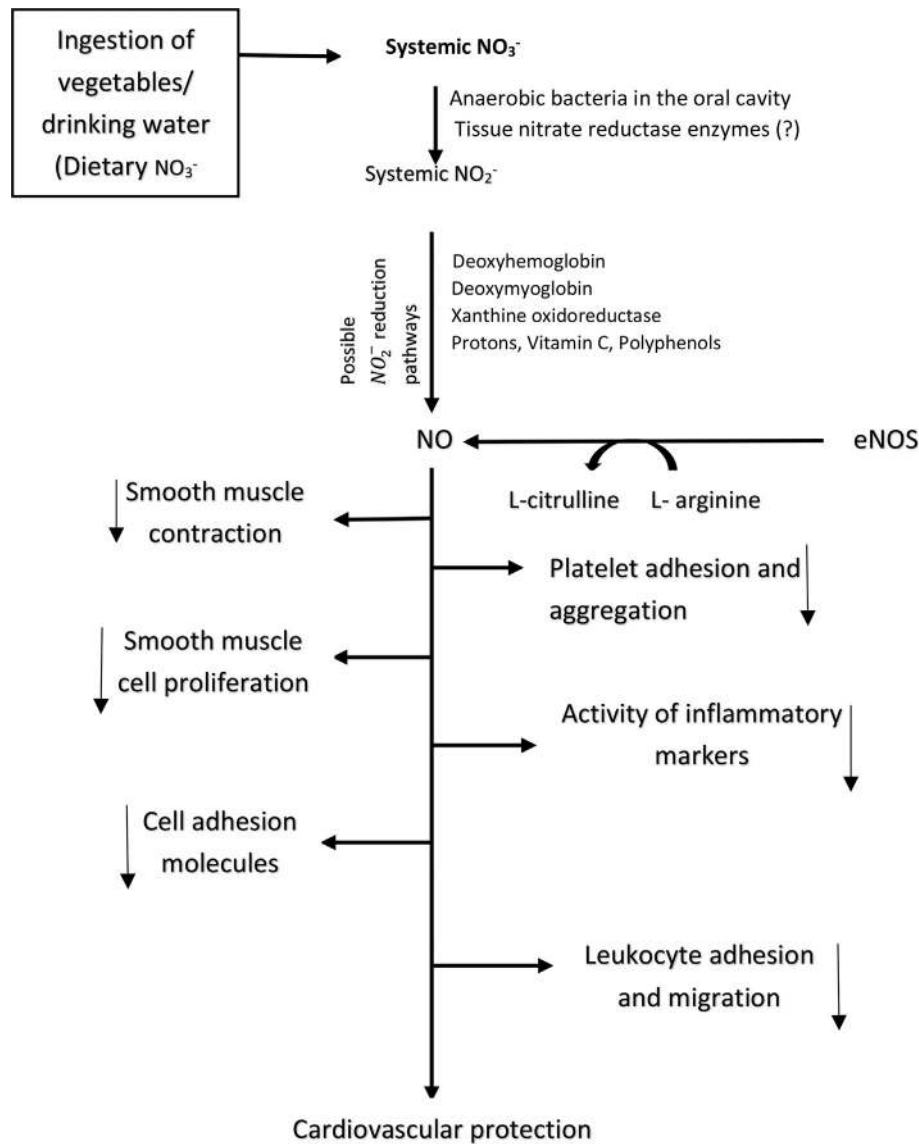 Ingestion of
vegetables/
drinking water
(Dietary NO₃⁻
Systemic NO₃⁻
Anaerobic bacteria in the oral cavity
Tissue nitrate reductase enzymes (?)
Systemic NO₂⁻
Possible
NO₂⁻ reduction
pathways
Deoxyhemoglobin
Deoxymyoglobin
Xanthine oxidoreductase
Protons, Vitamin C, Polyphenols
NO
eNOS
L-citrulline
L- arginine
Smooth muscle
contraction
Platelet adhesion and
aggregation
Smooth muscle
cell proliferation
Activity of inflammatory
markers
Cell adhesion
molecules
Leukocyte adhesion
and migration
Cardiovascular protection